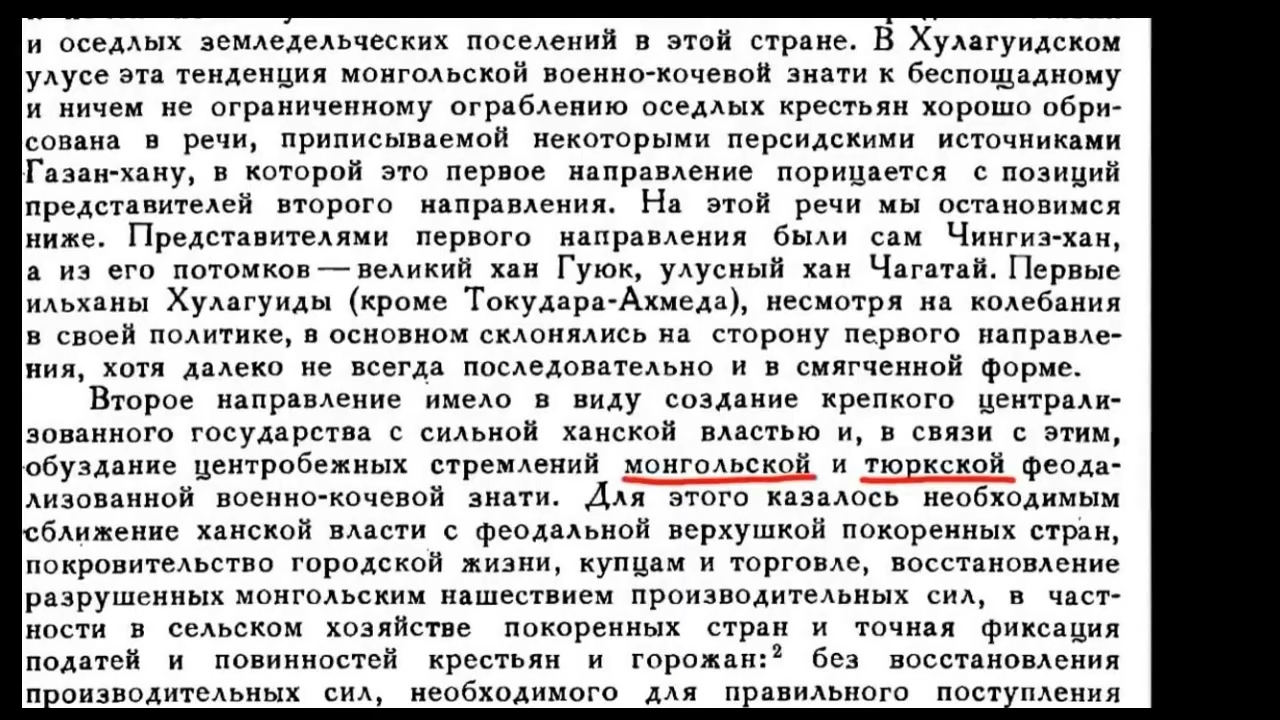 и оседлых земледельческих поселений в этой стране. В Хулагуидском
улусе эта тенденция монгольской военно-кочевой знати к беспощадному
и ничем не ограниченному ограблению оседлых крестьян хорошо обри-
сована в речи, приписываемой некоторыми персидскими источниками
Газан-хану, в которой это первое направление порицается с позиций
представителей второго направления. На этой речи мы остановимся
ниже. Представителями первого направления были сам Чингиз-хан,
а из его потомков — великий хан Гуюк, улусный хан Чагатай. Первые
ильханы Хулагуиды (кроме Токудара-Ахмеда), несмотря на колебания
в своей политике, в основном склонялись на сторону первого направле-
ния, хотя далеко не всегда последовательно и в смягченной форме.
Второе направление имело в виду создание крепкого централи-
зованного государства с сильной ханской властью и, в связи с этим,
обуздание центробежных стремлений монгольской и тюркской феода-
лизованной военно-кочевой знати. Для этого казалось необходимым
сближение ханской власти с феодальной верхушкой покоренных стран,
покровительство городской жизни, купцам и торговле, восстановление
разрушенных монгольским нашествием производительных сил, в част-
ности в сельском хозяйстве покоренных стран и точная фиксация
податей и повинностей крестьян и горожан:² без восстановления
производительных сил, необходимого для правильного поступления